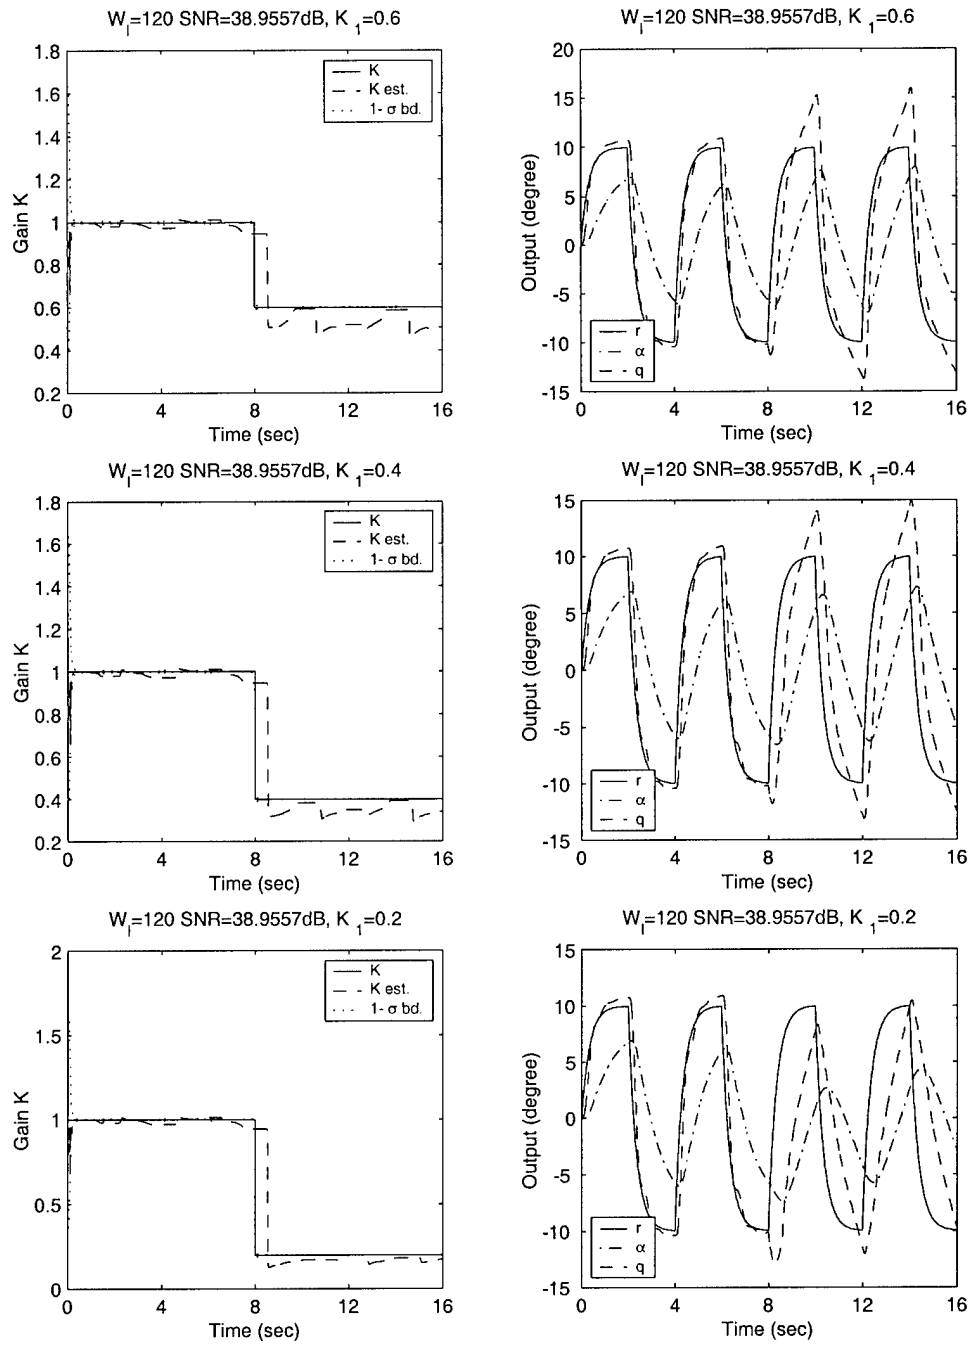 W_l=120 SNR=38.9557dB, K_1=0.6
1.8
1.6
1.4
1.2
1
0.8
0.6
0.4
0.2
Gain K
K
K est.
1- σ bd.
0
4
8
12
16
Time (sec)
W_l=120 SNR=38.9557dB, K_1=0.6
20
15
10
5
0
-5
-10
-15
Output (degree)
r
α
q
0
4
8
12
16
Time (sec)
W_l=120 SNR=38.9557dB, K_1=0.4
1.8
1.6
1.4
1.2
1
0.8
0.6
0.4
0.2
Gain K
K
K est.
1- σ bd.
0
4
8
12
16
Time (sec)
W_l=120 SNR=38.9557dB, K_1=0.4
15
10
5
0
-5
-10
-15
Output (degree)
r
α
q
0
4
8
12
16
Time (sec)
W_l=120 SNR=38.9557dB, K_1=0.2
2
1.5
1
0.5
0
Gain K
K
K est.
1- σ bd.
0
4
8
12
16
Time (sec)
W_l=120 SNR=38.9557dB, K_1=0.2
15
10
5
0
-5
-10
-15
Output (degree)
r
α
q
0
4
8
12
16
Time (sec)